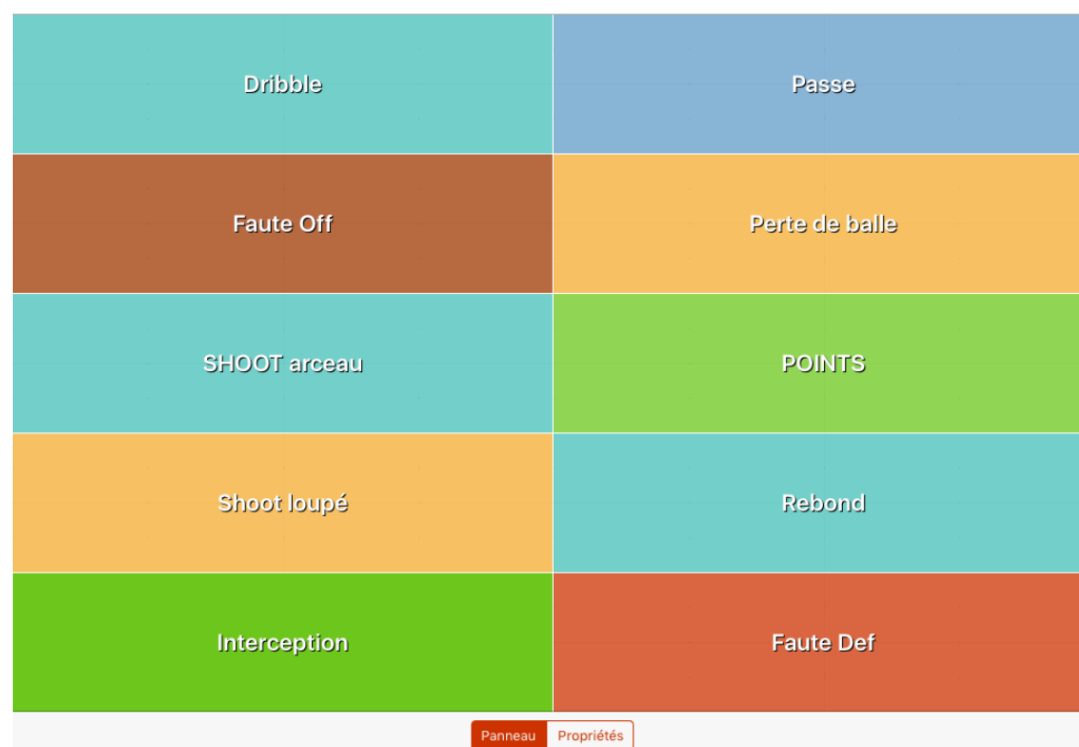 Dribble
Passe
Faute Off
Perte de balle
SHOOT arceau
POINTS
Shoot loupé
Rebond
Interception
Faute Def
Panneau
Propriétés